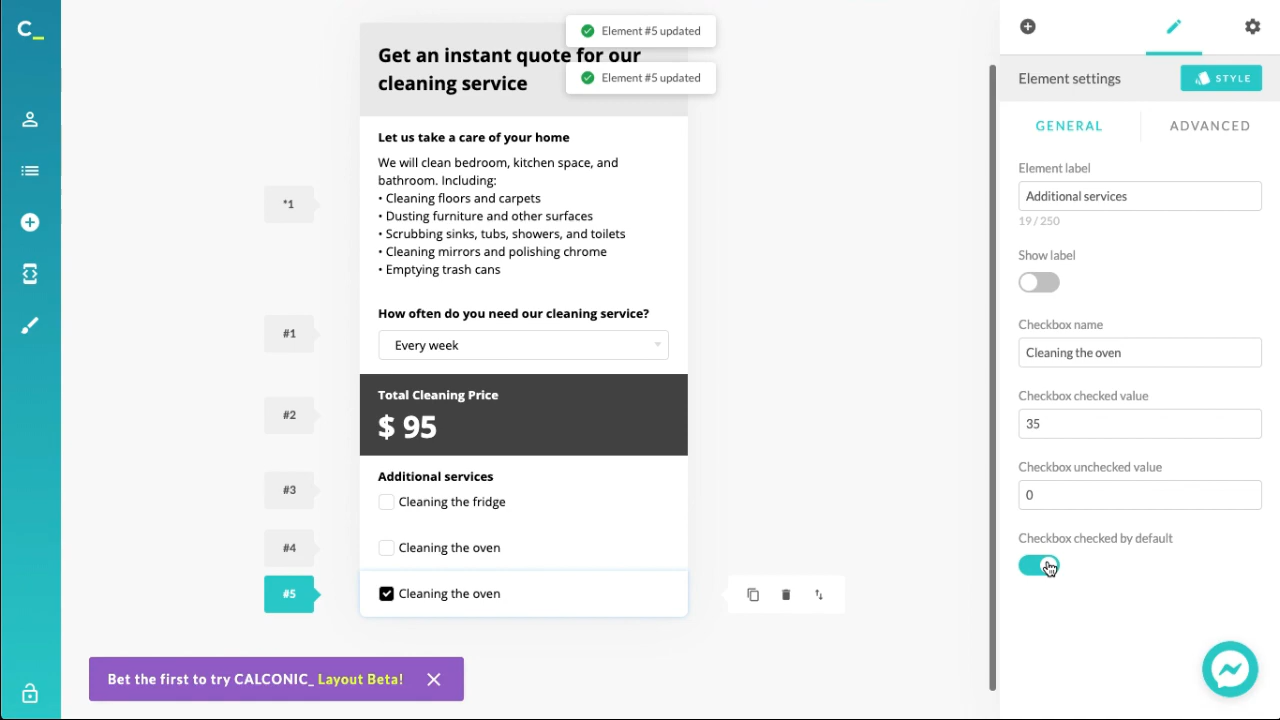 C_
Element #5 updated
Element #5 updated
Get an instant quote for our
cleaning service
Let us take a care of your home
We will clean bedroom, kitchen space, and
bathroom. Including:
• Cleaning floors and carpets
• Dusting furniture and other surfaces
• Scrubbing sinks, tubs, showers, and toilets
• Cleaning mirrors and polishing chrome
• Emptying trash cans
*1
How often do you need our cleaning service?
#1
Every week
Total Cleaning Price
#2
$ 95
Additional services
#3
Cleaning the fridge
#4
Cleaning the oven
#5
Cleaning the oven
Bet the first to try CALCONIC_ Layout Beta!
Element settings
STYLE
GENERAL
ADVANCED
Element label
Additional services
19 / 250
Show label
Checkbox name
Cleaning the oven
Checkbox checked value
35
Checkbox unchecked value
0
Checkbox checked by default